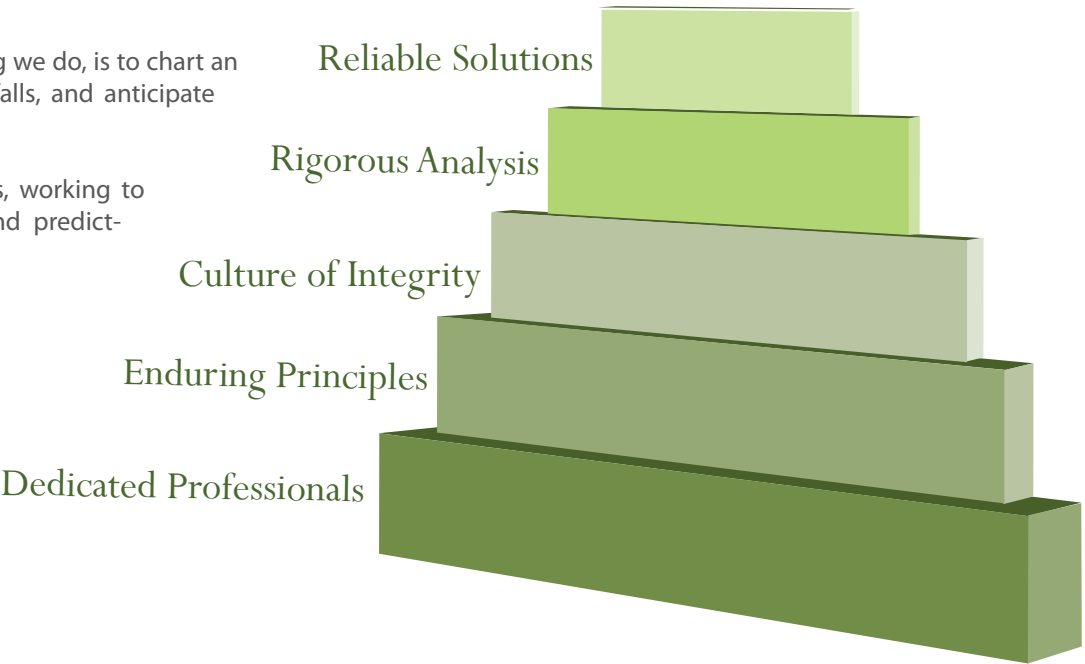 g we do, is to chart an
falls, and anticipate
s, working to
nd predict-
Reliable Solutions
Rigorous Analysis
Culture of Integrity
Enduring Principles
Dedicated Professionals